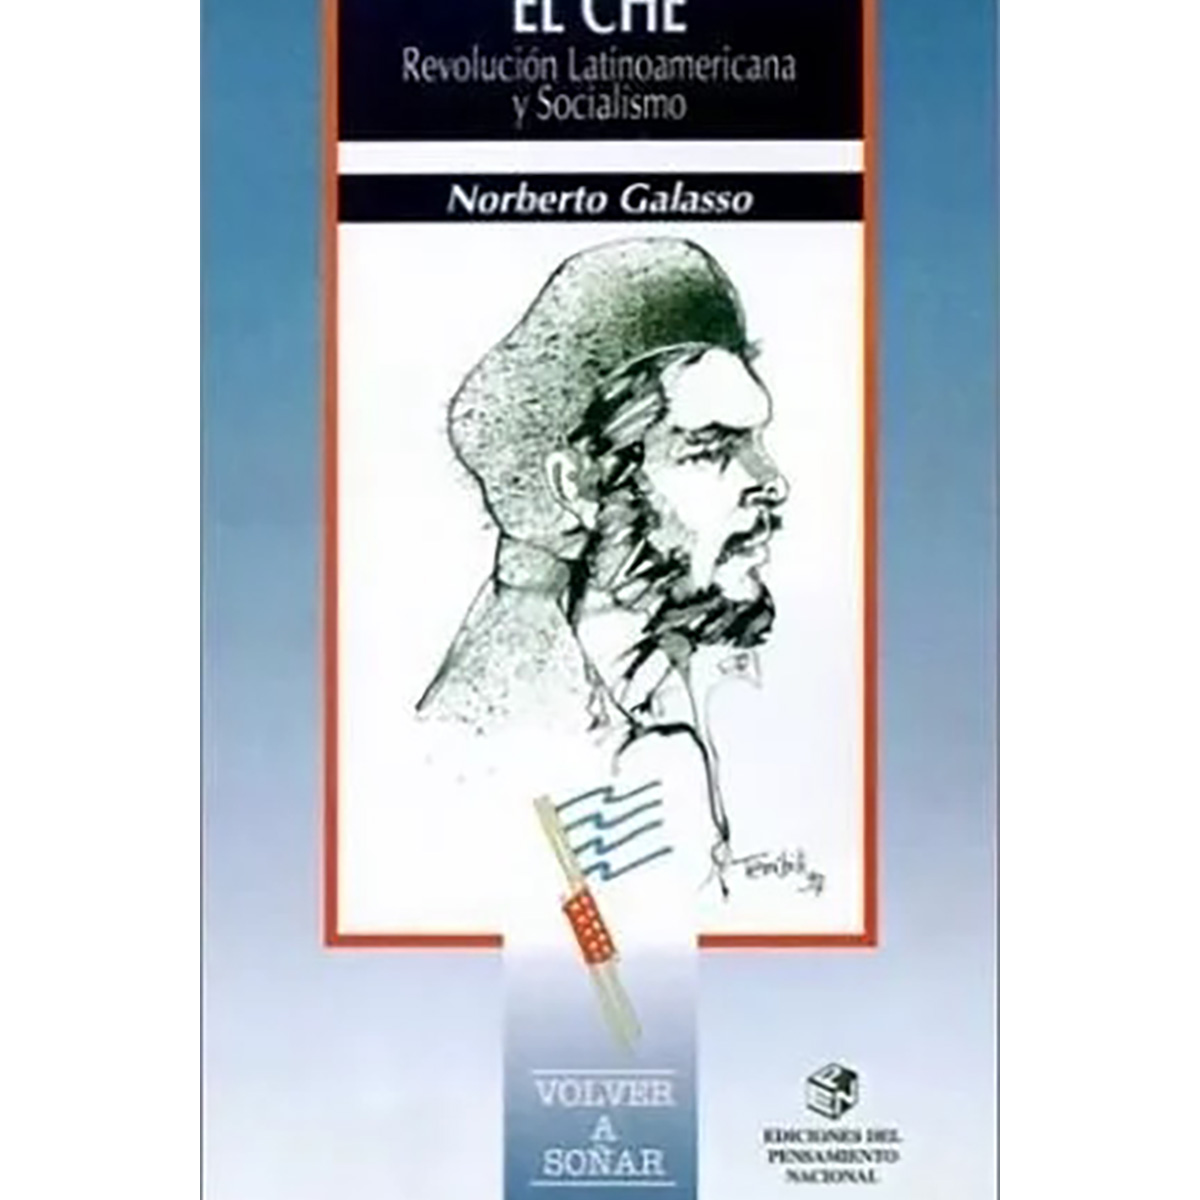 EL CHE
Revolución Latinoamericana
y Socialismo
Norberto Galasso
VOLVER
A
SOÑAR
EDICIONES DEL
PENSAMIENTO
NACIONAL